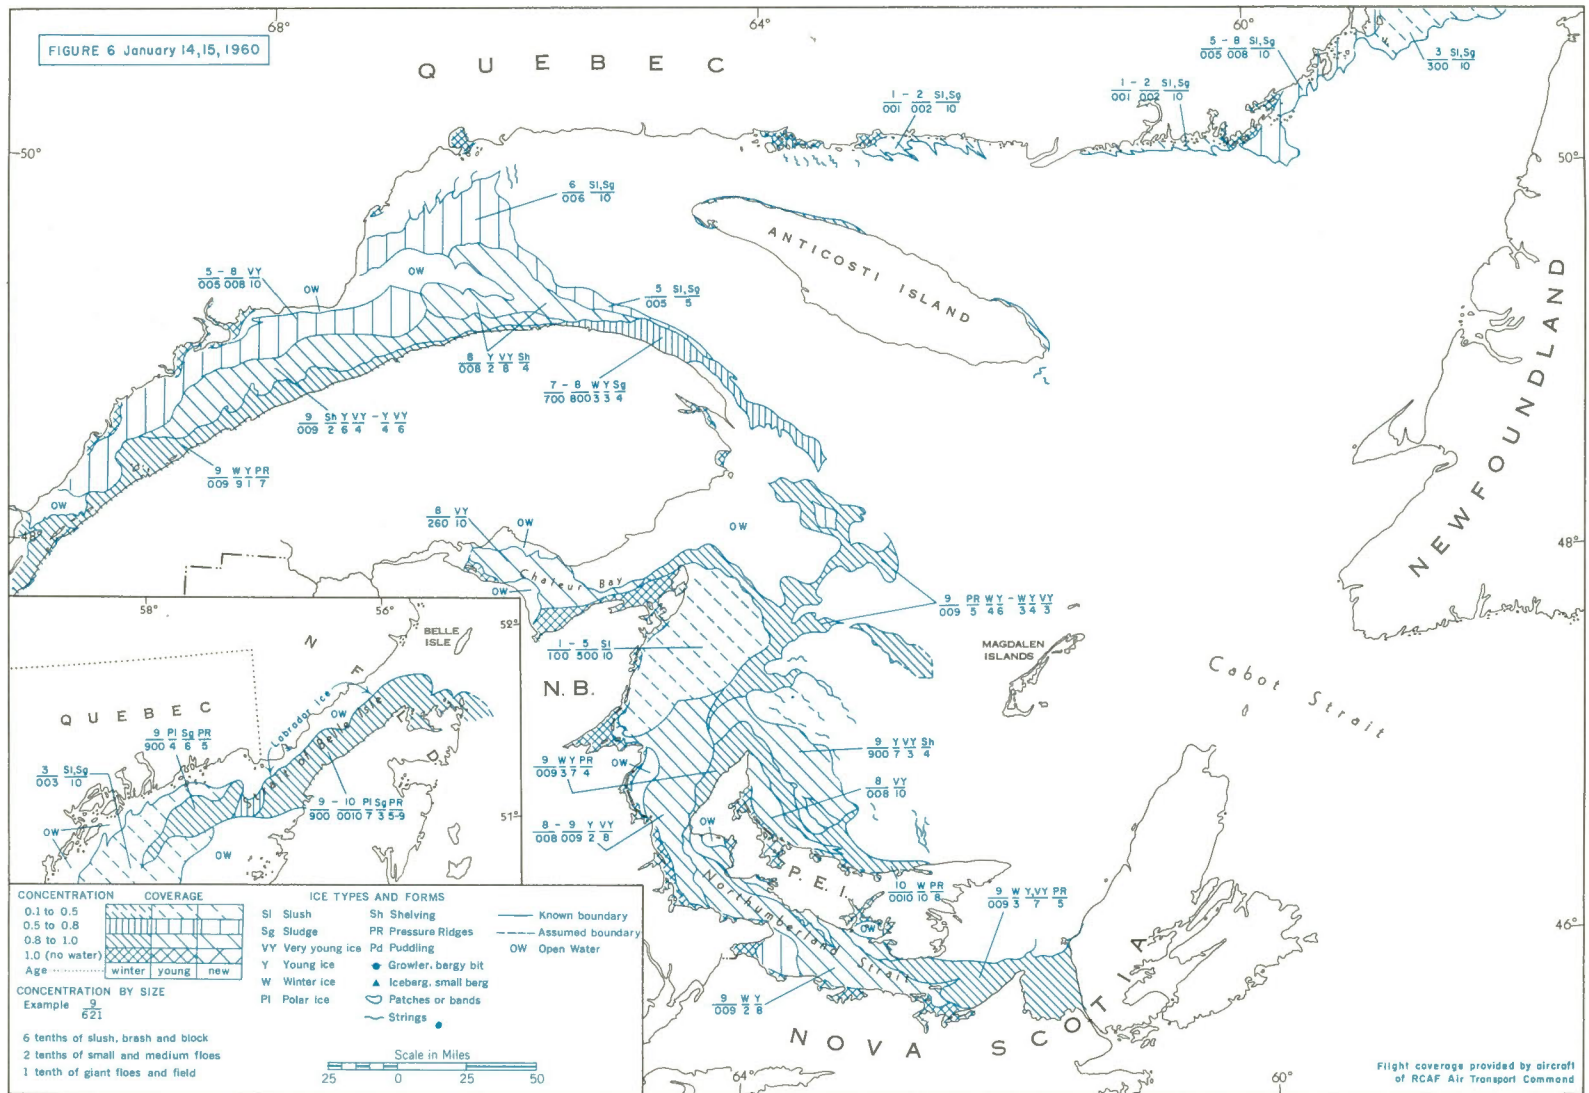 68°
64°
60°
FIGURE 6 January 14,15,1960
QUEBEC
5 - 8 Sl,Sg
005 008 10
3 Sl,Sg
300 10
1 - 2 Sl,Sg
001 002 10
1 - 2 Sl,Sg
001 002 10
50°
50°
6 Sl,Sg
006 10
ANTICOSTI ISLAND
OW
5 - 8 VY
005 008 10
OW
5 Sl,Sg
005 5
8 Y VY Sh
008 2 8 4
7 - 8 W Y Sg
700 800 3 3 4
9 Sh Y VY - Y VY
009 2 6 4 4 6
9 W Y PR
009 9 1 7
NEWFOUNDLAND
OW
8 VY
260 10
OW
OW
48°
48°
Chaleur Bay
OW
9 PR W Y - W Y VY
009 5 4 6 3 4 3
1 - 5 Sl
100 500 10
MAGDALEN
ISLANDS
Cabot Strait
N.B.
58°
56°
52°
BELLE
ISLE
NFLD
QUEBEC
Labrador Ice
OW
Strait of Belle Isle
9 Pl Sg PR
900 4 6 5
3 Sl,Sg
003 10
9 - 10 Pl Sg PR
900 0010 7 3 5-9
51°
OW
OW
9 W Y PR
009 3 7 4
OW
9 Y VY Sh
900 7 3 4
8 VY
008 10
8 - 9 Y VY
008 009 2 8
OW
P.E.I.
10 W PR
0010 10 8
9 W Y,VY PR
009 3 7 5
Northumberland Strait
OW
46°
9 W Y
009 2 8
NOVA SCOTIA
CONCENTRATION COVERAGE
0.1 to 0.5
0.5 to 0.8
0.8 to 1.0
1.0 (no water)
Age winter young new
CONCENTRATION BY SIZE
Example 9
621
6 tenths of slush, brash and block
2 tenths of small and medium floes
1 tenth of giant floes and field
ICE TYPES AND FORMS
Sl Slush
Sg Sludge
VY Very young ice
Y Young ice
W Winter ice
Pl Polar ice
Sh Shelving
PR Pressure Ridges
Pd Puddling
Growler, bergy bit
Iceberg, small berg
Patches or bands
Strings
Known boundary
Assumed boundary
OW Open Water
Scale in Miles
25 0 25 50
64°
60°
Flight coverage provided by aircraft
of RCAF Air Transport Command